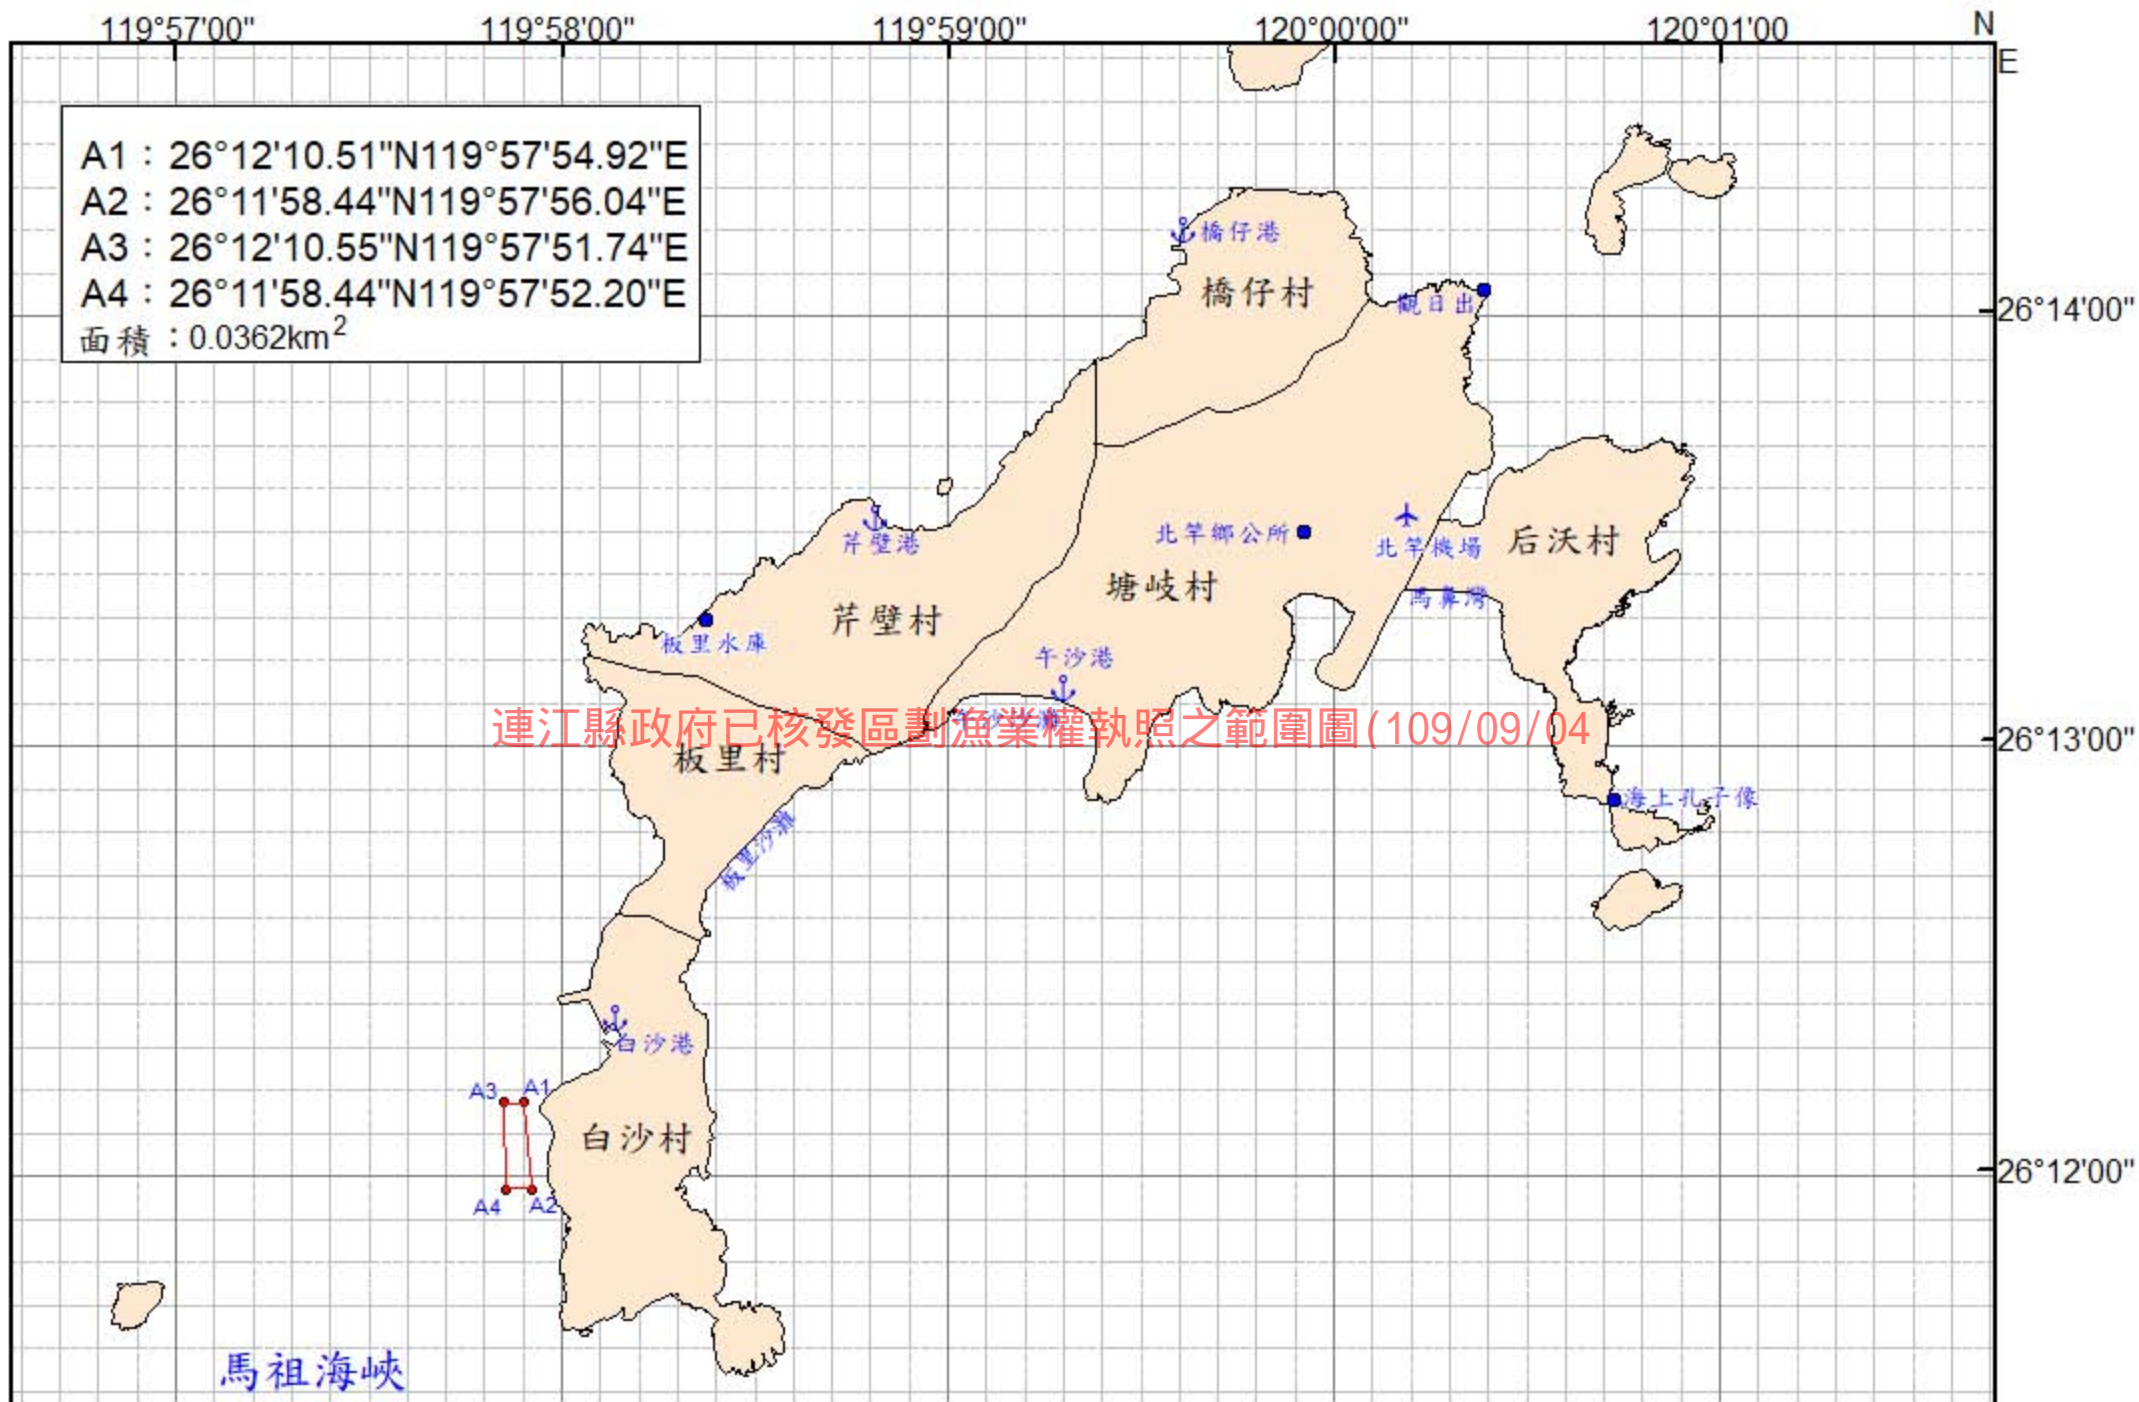 119°57'00"
119°58'00"
119°59'00"
120°00'00"
120°01'00
N
E
A1：26°12'10.51"N119°57'54.92"E
A2：26°11'58.44"N119°57'56.04"E
A3：26°12'10.55"N119°57'51.74"E
A4：26°11'58.44"N119°57'52.20"E
面積：0.0362km²
橋仔港
橋仔村
觀日出
26°14'00"
芹壁港
北竿鄉公所
北竿機場
后沃村
塘岐村
馬鼻灣
芹壁村
板里水庫
午沙港
午沙沙灘
連江縣政府已核發區劃漁業權執照之範圍圖(109/09/04
26°13'00"
板里村
海上孔子像
板里沙灘
白沙港
A3
A1
白沙村
26°12'00"
A4
A2
馬祖海峽